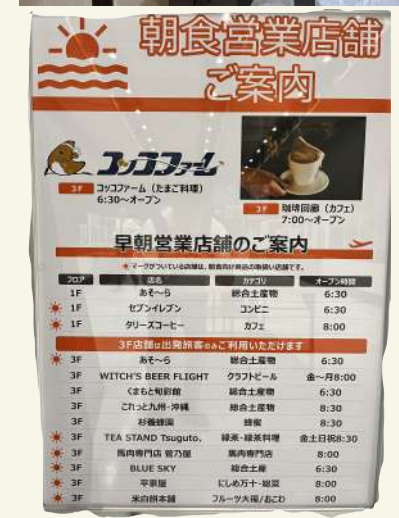 朝食営業店舗
ご案内
コッコファーム
3F コッコファーム（たまご料理）
6:30～オープン
3F 珈琲回廊（カフェ）
7:00～オープン
早朝営業店舗のご案内
マークがついている店舗は、朝食向け商品の取扱い店舗です。
フロア 店名 カテゴリ オープン時間
1F あそ～ら 総合土産物 6:30
1F セブンイレブン コンビニ 6:30
1F タリーズコーヒー カフェ 8:00
3F店舗は出発旅客のみご利用いただけます
3F あそ～ら 総合土産物 6:30
3F WITCH'S BEER FLIGHT クラフトビール 金～月8:00
3F くまもと旬彩館 総合土産物 6:30
3F これっと九州・沖縄 総合土産物 8:30
3F 杉養蜂園 蜂蜜 8:30
3F TEA STAND Tsuguto. 緑茶・緑茶料理 金土日祝8:30
3F 馬肉専門店 菅乃屋 馬肉専門店 8:00
3F BLUE SKY 総合土産 6:30
3F 平家屋 にしめ万十・総菜 8:00
3F 米白餅本舗 フルーツ大福/おこわ 8:00